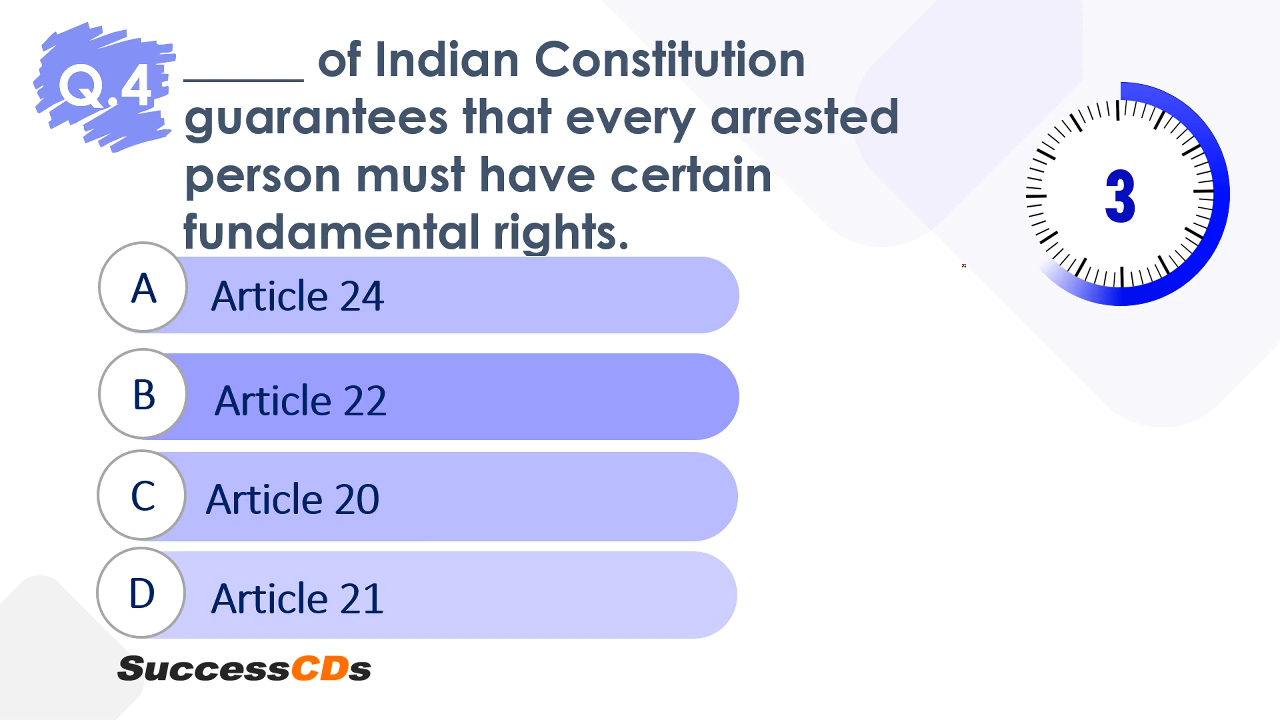 Q.4
_____ of Indian Constitution
guarantees that every arrested
person must have certain
fundamental rights.
3
A Article 24
B Article 22
C Article 20
D Article 21
SuccessCDs